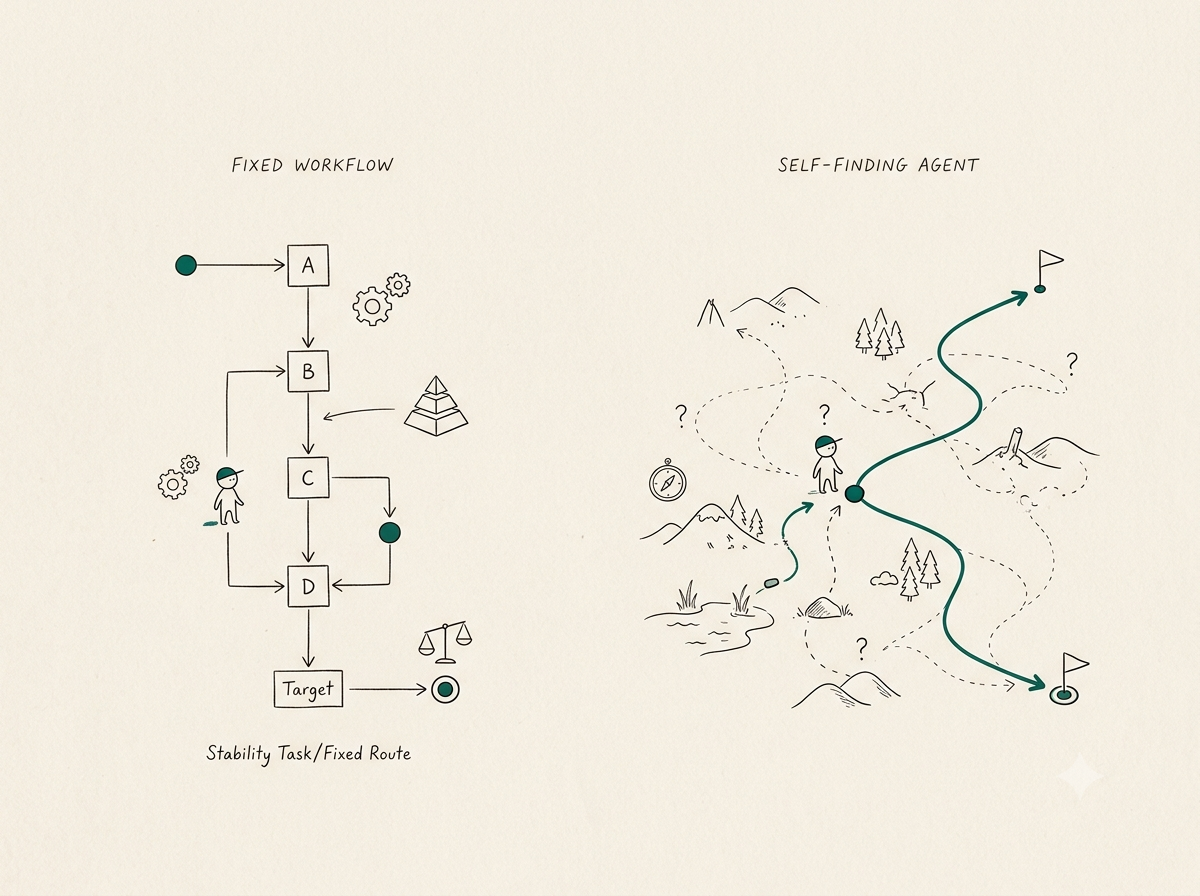 FIXED WORKFLOW
A
B
C
D
Target
Stability Task/Fixed Route
SELF-FINDING AGENT
?
?
?
?